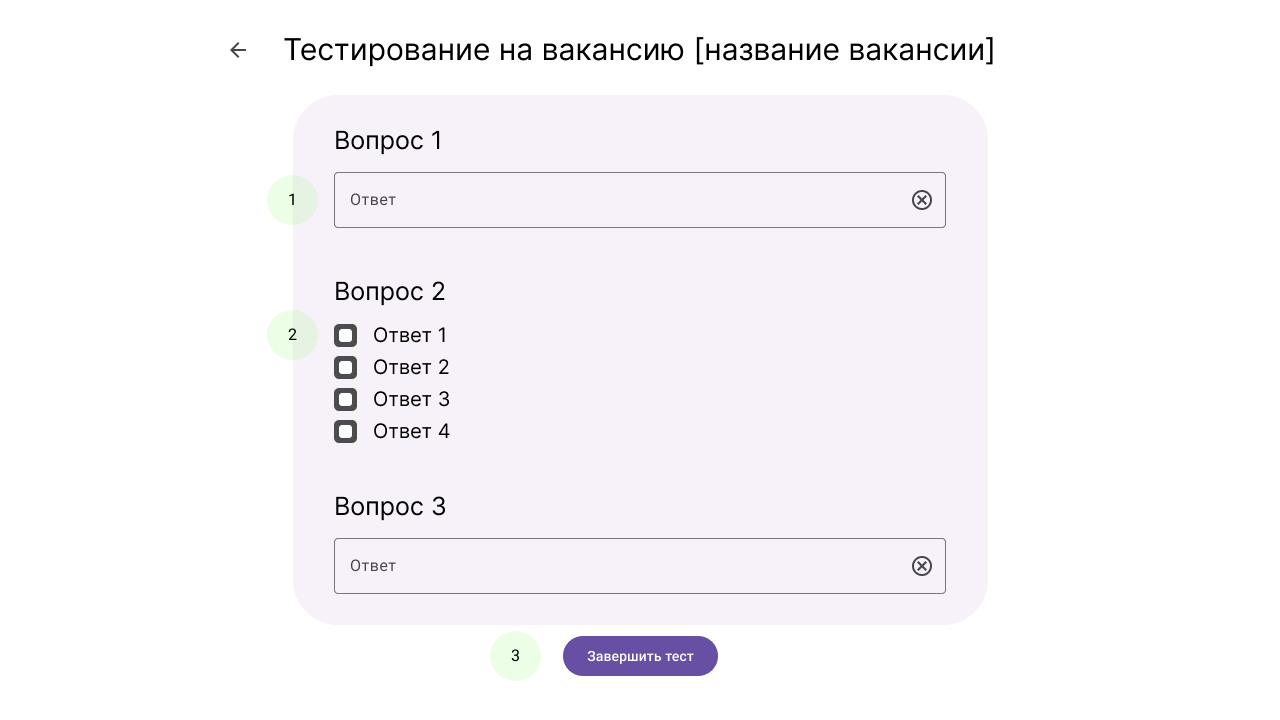 Тестирование на вакансию [название вакансии]
Вопрос 1
1
Ответ
Вопрос 2
2
Ответ 1
Ответ 2
Ответ 3
Ответ 4
Вопрос 3
Ответ
3
Завершить тест